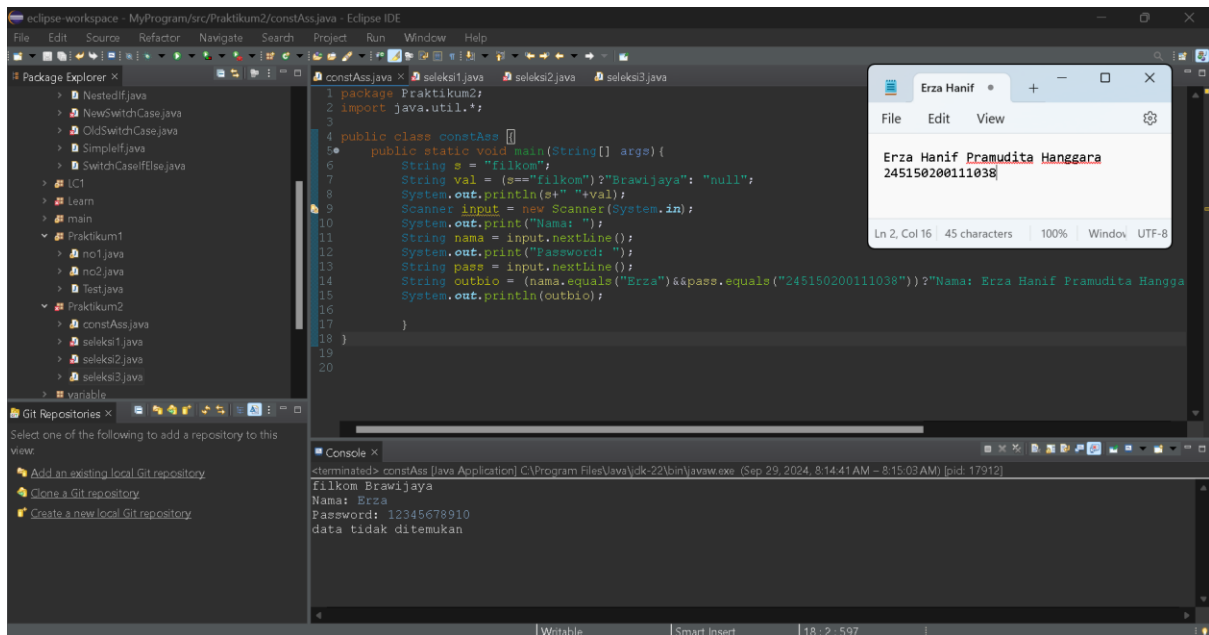 eclipse-workspace - MyProgram/src/Praktikum2/constAss.java - Eclipse IDE
File Edit Source Refactor Navigate Search Project Run Window Help
Package Explorer
NestedIf.java
NewSwitchCase.java
OldSwitchCase.java
SimpleIf.java
SwitchCaseIfElse.java
LC1
Learn
main
Praktikum1
no1.java
no2.java
Test.java
Praktikum2
constAss.java
seleksi1.java
seleksi2.java
seleksi3.java
variable
Git Repositories
Select one of the following to add a repository to this
view:
Add an existing local Git repository
Clone a Git repository
Create a new local Git repository
constAss.java seleksi1.java seleksi2.java seleksi3.java
1 package Praktikum2;
2 import java.util.*;
3
4 public class constAss {
5 public static void main(String[] args){
6 String s = "filkom";
7 String val = (s=="filkom")?"Brawijaya": "null";
8 System.out.println(s+" "+val);
9 Scanner input = new Scanner(System.in);
10 System.out.print("Nama: ");
11 String nama = input.nextLine();
12 System.out.print("Password: ");
13 String pass = input.nextLine();
14 String outbio = (nama.equals("Erza")&&pass.equals("245150200111038"))?"Nama: Erza Hanif Pramudita Hangga
15 System.out.println(outbio);
16
17 }
18 }
19
20
Erza Hanif
File Edit View
Erza Hanif Pramudita Hanggara
245150200111038
Ln 2, Col 16 45 characters 100% Window UTF-8
Console
<terminated> constAss [Java Application] C:\Program Files\Java\jdk-22\bin\javaw.exe (Sep 29, 2024, 8:14:41 AM – 8:15:03 AM) [pid: 17912]
filkom Brawijaya
Nama: Erza
Password: 12345678910
data tidak ditemukan
Writable Smart Insert 18 : 2 : 597